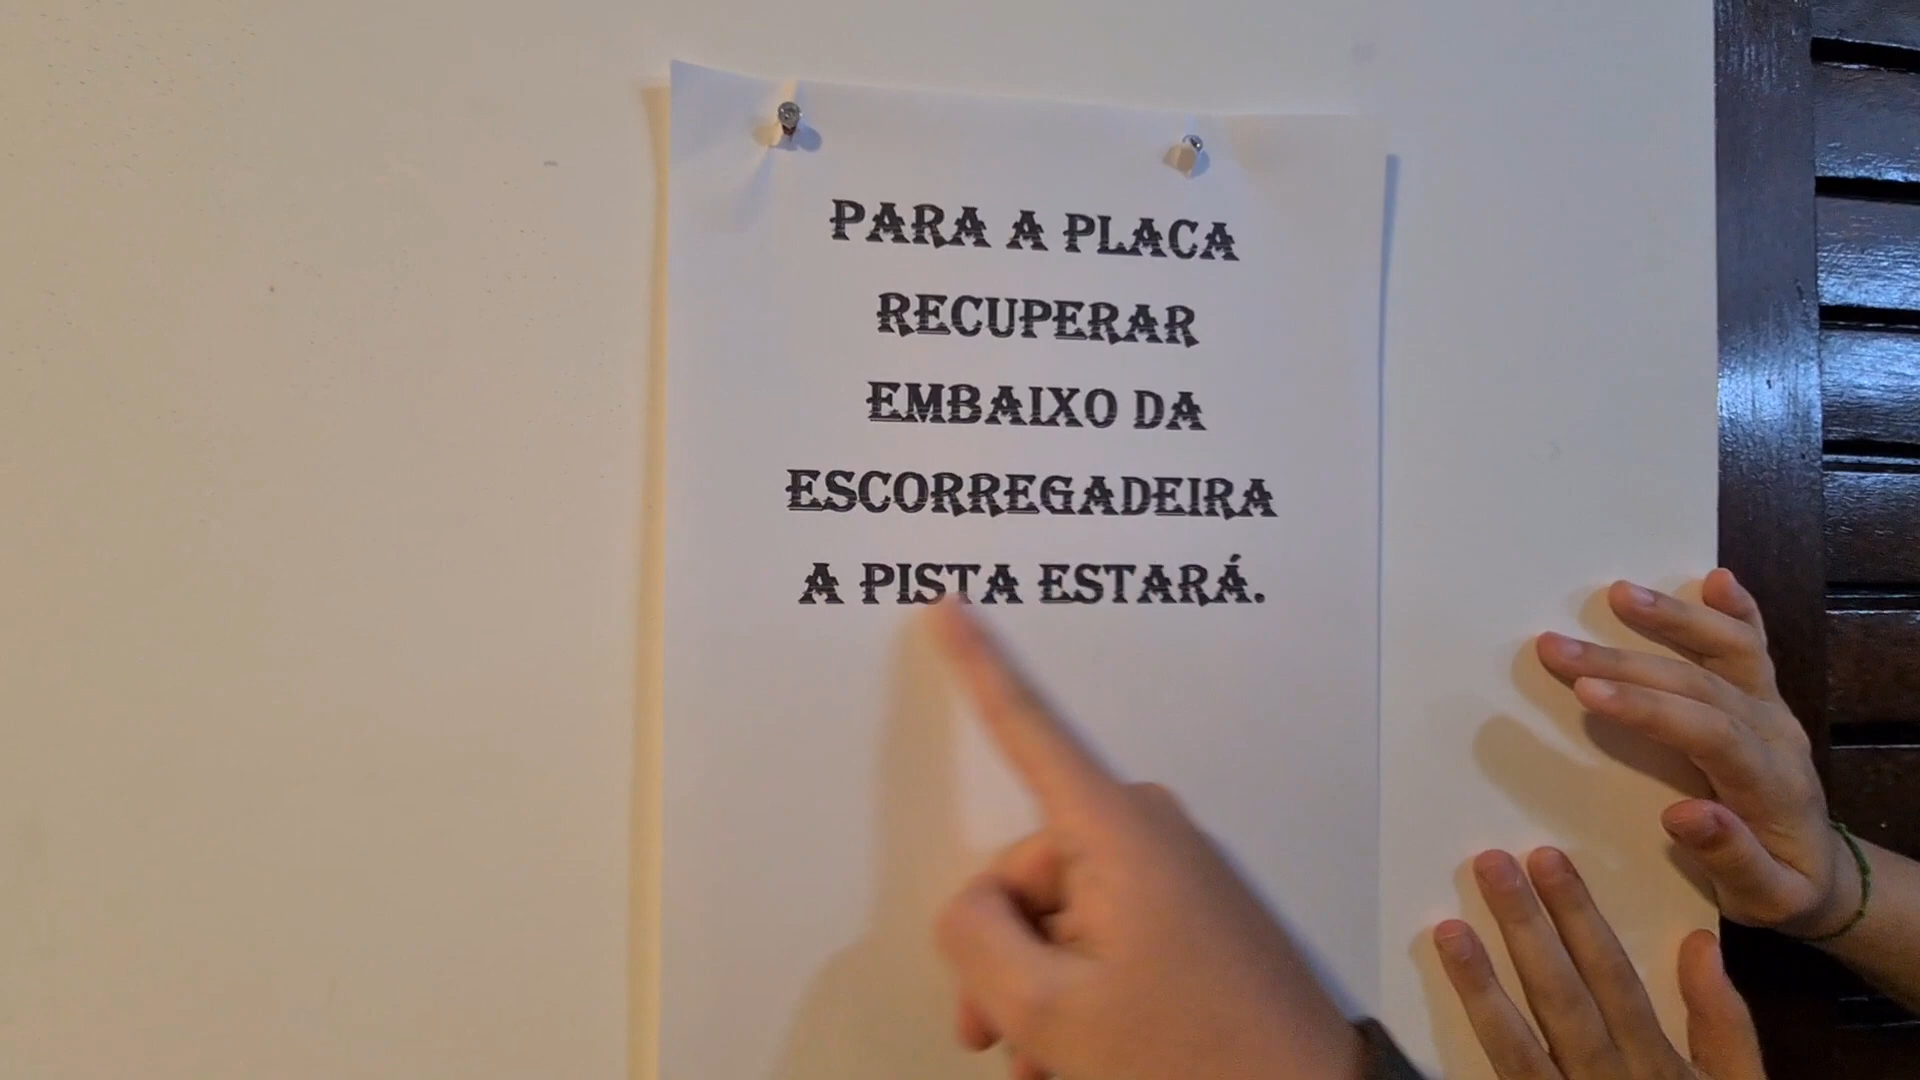 PARA A PLACA
RECUPERAR
EMBAIXO DA
ESCORREGADEIRA
A PISTA ESTARÁ.